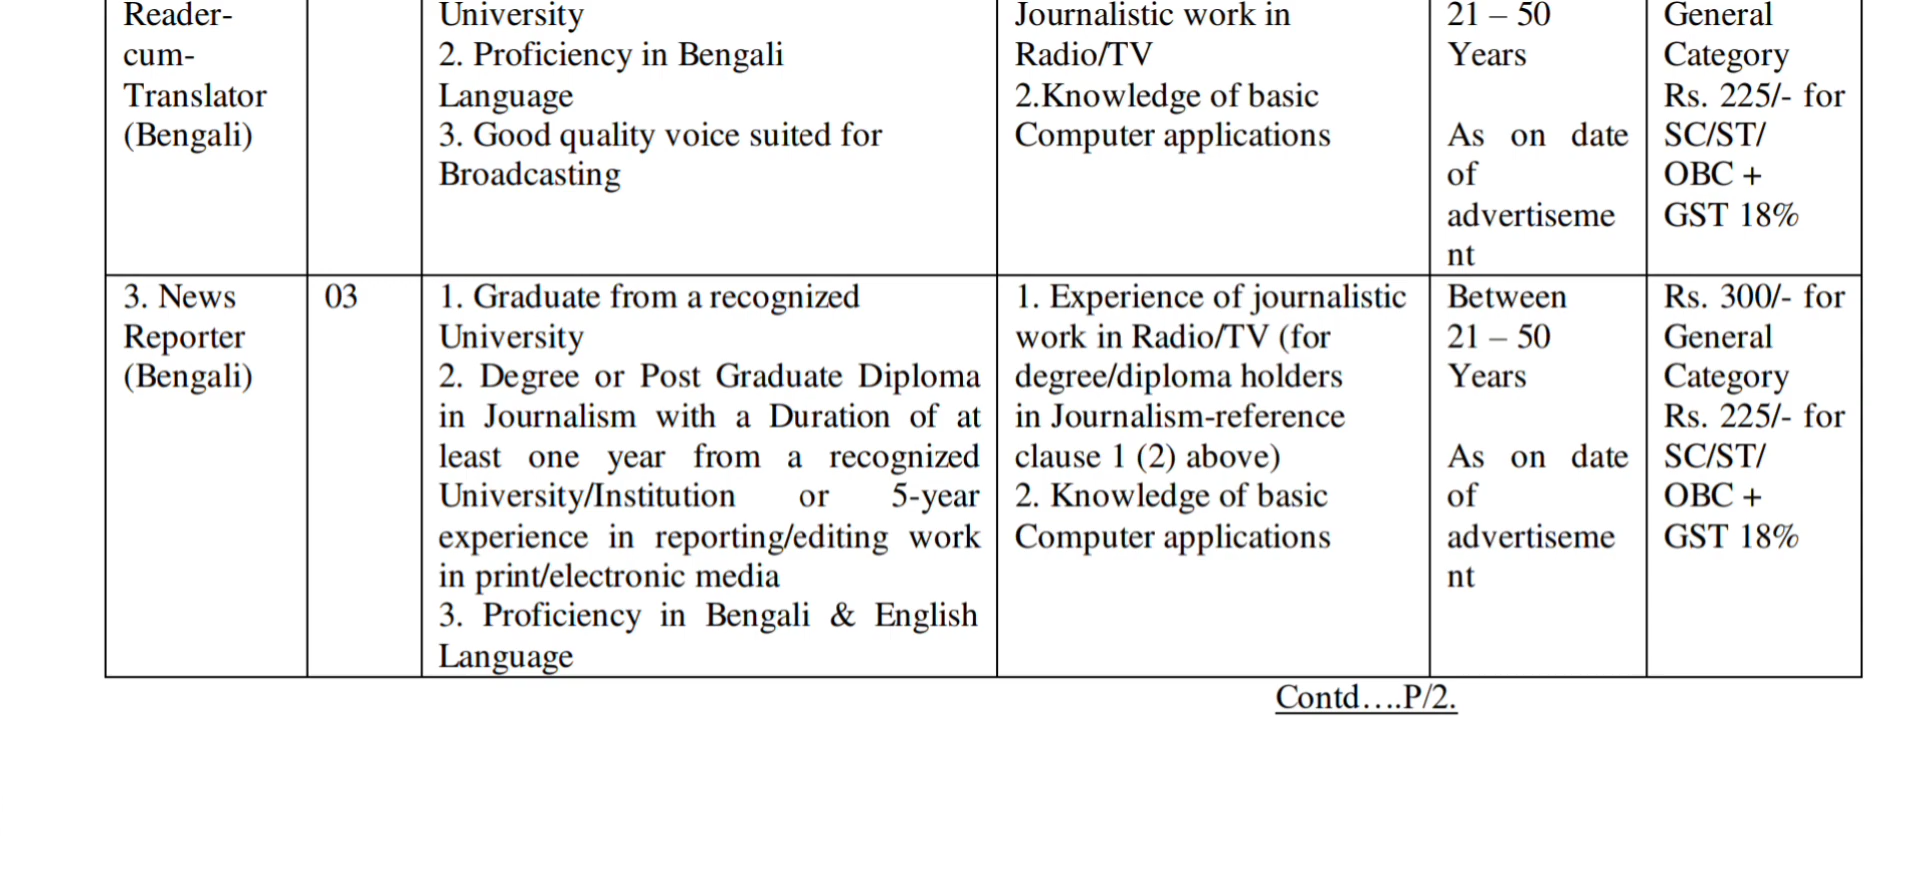 Reader-
cum-
Translator
(Bengali)
University
2. Proficiency in Bengali
Language
3. Good quality voice suited for
Broadcasting
Journalistic work in
Radio/TV
2.Knowledge of basic
Computer applications
21 – 50
Years
As on date
of
advertiseme
nt
General
Category
Rs. 225/- for
SC/ST/
OBC +
GST 18%
3. News
Reporter
(Bengali)
03
1. Graduate from a recognized
University
2. Degree or Post Graduate Diploma
in Journalism with a Duration of at
least one year from a recognized
University/Institution or 5-year
experience in reporting/editing work
in print/electronic media
3. Proficiency in Bengali & English
Language
1. Experience of journalistic
work in Radio/TV (for
degree/diploma holders
in Journalism-reference
clause 1 (2) above)
2. Knowledge of basic
Computer applications
Between
21 – 50
Years
As on date
of
advertiseme
nt
Rs. 300/- for
General
Category
Rs. 225/- for
SC/ST/
OBC +
GST 18%
Contd….P/2.